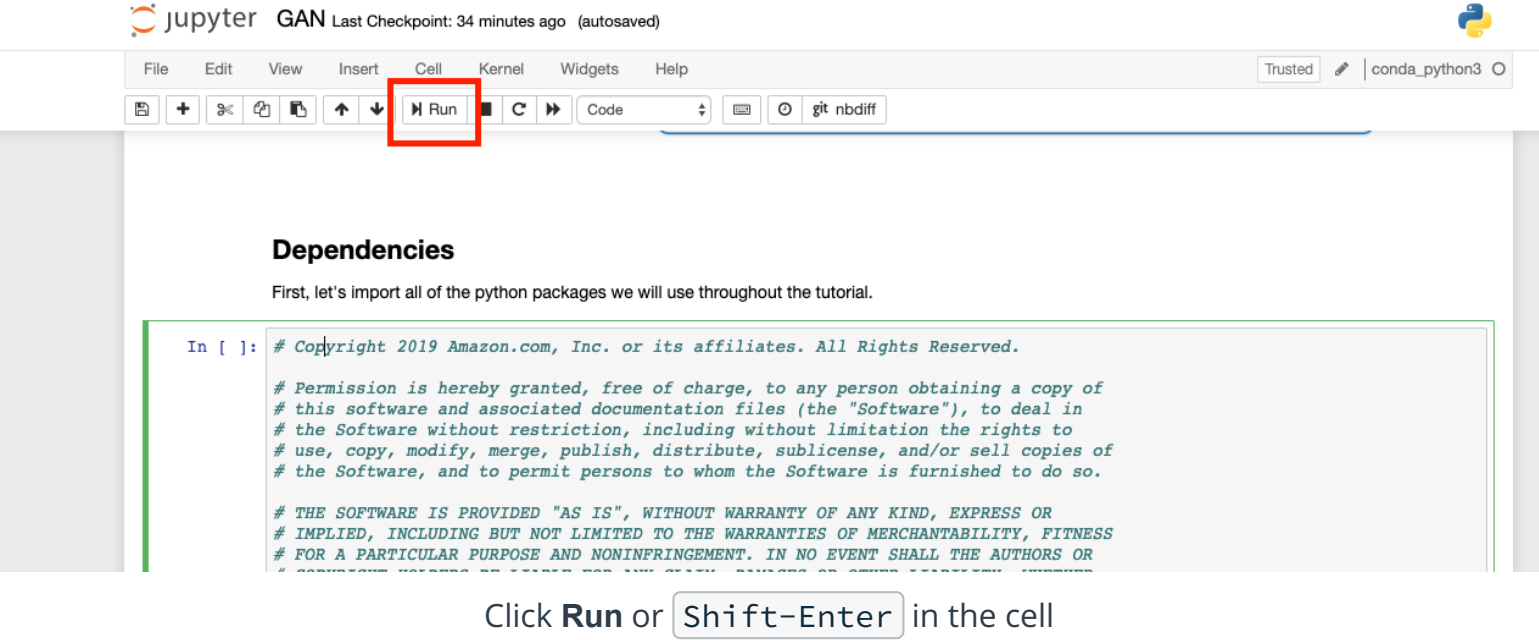 jupyter GAN Last Checkpoint: 34 minutes ago (autosaved)
File Edit View Insert Cell Kernel Widgets Help Trusted conda_python3
Run Code git nbdiff
Dependencies
First, let's import all of the python packages we will use throughout the tutorial.
In [ ]: # Copyright 2019 Amazon.com, Inc. or its affiliates. All Rights Reserved.
# Permission is hereby granted, free of charge, to any person obtaining a copy of
# this software and associated documentation files (the "Software"), to deal in
# the Software without restriction, including without limitation the rights to
# use, copy, modify, merge, publish, distribute, sublicense, and/or sell copies of
# the Software, and to permit persons to whom the Software is furnished to do so.
# THE SOFTWARE IS PROVIDED "AS IS", WITHOUT WARRANTY OF ANY KIND, EXPRESS OR
# IMPLIED, INCLUDING BUT NOT LIMITED TO THE WARRANTIES OF MERCHANTABILITY, FITNESS
# FOR A PARTICULAR PURPOSE AND NONINFRINGEMENT. IN NO EVENT SHALL THE AUTHORS OR
Click Run or Shift-Enter in the cell